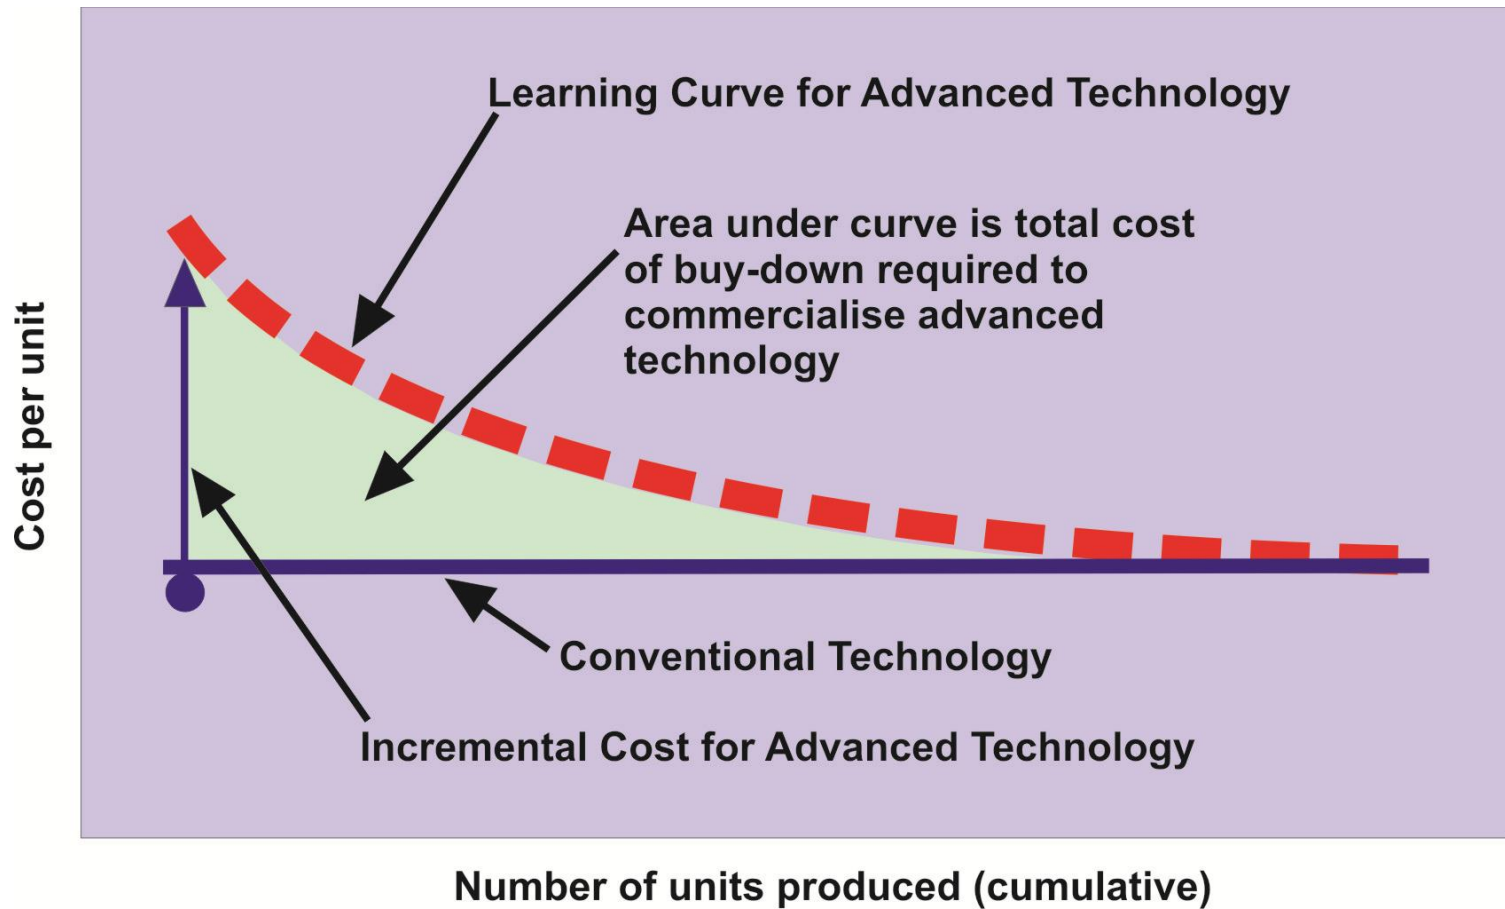 Learning Curve for Advanced Technology
Area under curve is total cost
of buy-down required to
commercialise advanced
technology
Cost per unit
Conventional Technology
Incremental Cost for Advanced Technology
Number of units produced (cumulative)